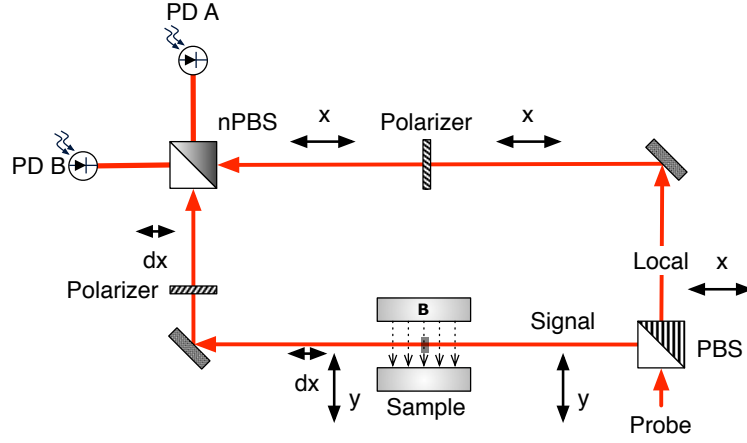 PD A
nPBS
x
Polarizer
x
PD B
dx
Local
x
Polarizer
B
Signal
PBS
dx
y
Sample
y
Probe